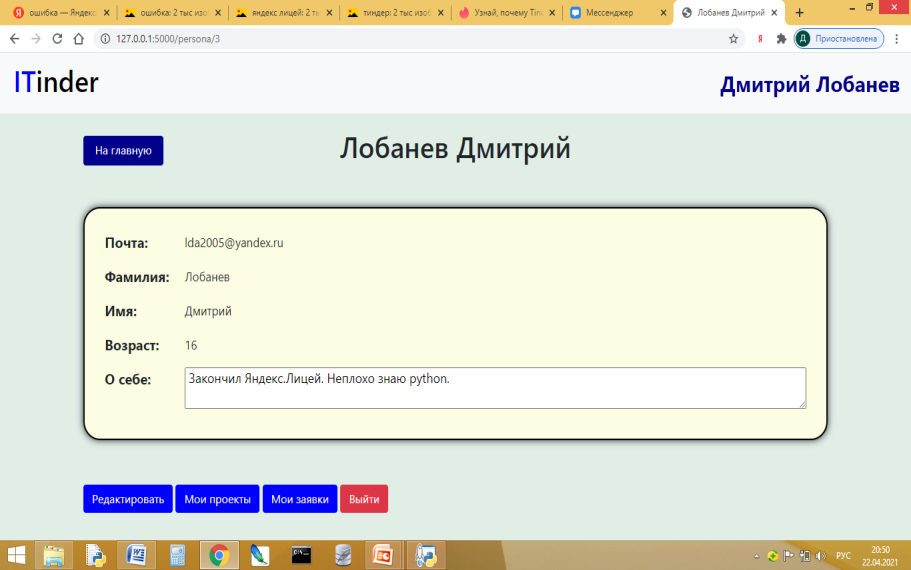 ошибка — Яндекс
ошибка: 2 тыс изо
яндекс лицей: 2 ты
тиндер: 2 тыс изоб
Узнай, почему Tin
Мессенджер
Лобанев Дмитрий
127.0.0.1:5000/persona/3
Я
Д Приостановлена
ITinder
Дмитрий Лобанев
На главную
Лобанев Дмитрий
Почта: lda2005@yandex.ru
Фамилия: Лобанев
Имя: Дмитрий
Возраст: 16
О себе: Закончил Яндекс.Лицей. Неплохо знаю python.
Редактировать Мои проекты Мои заявки Выйти
РУС
20:50
22.04.2021